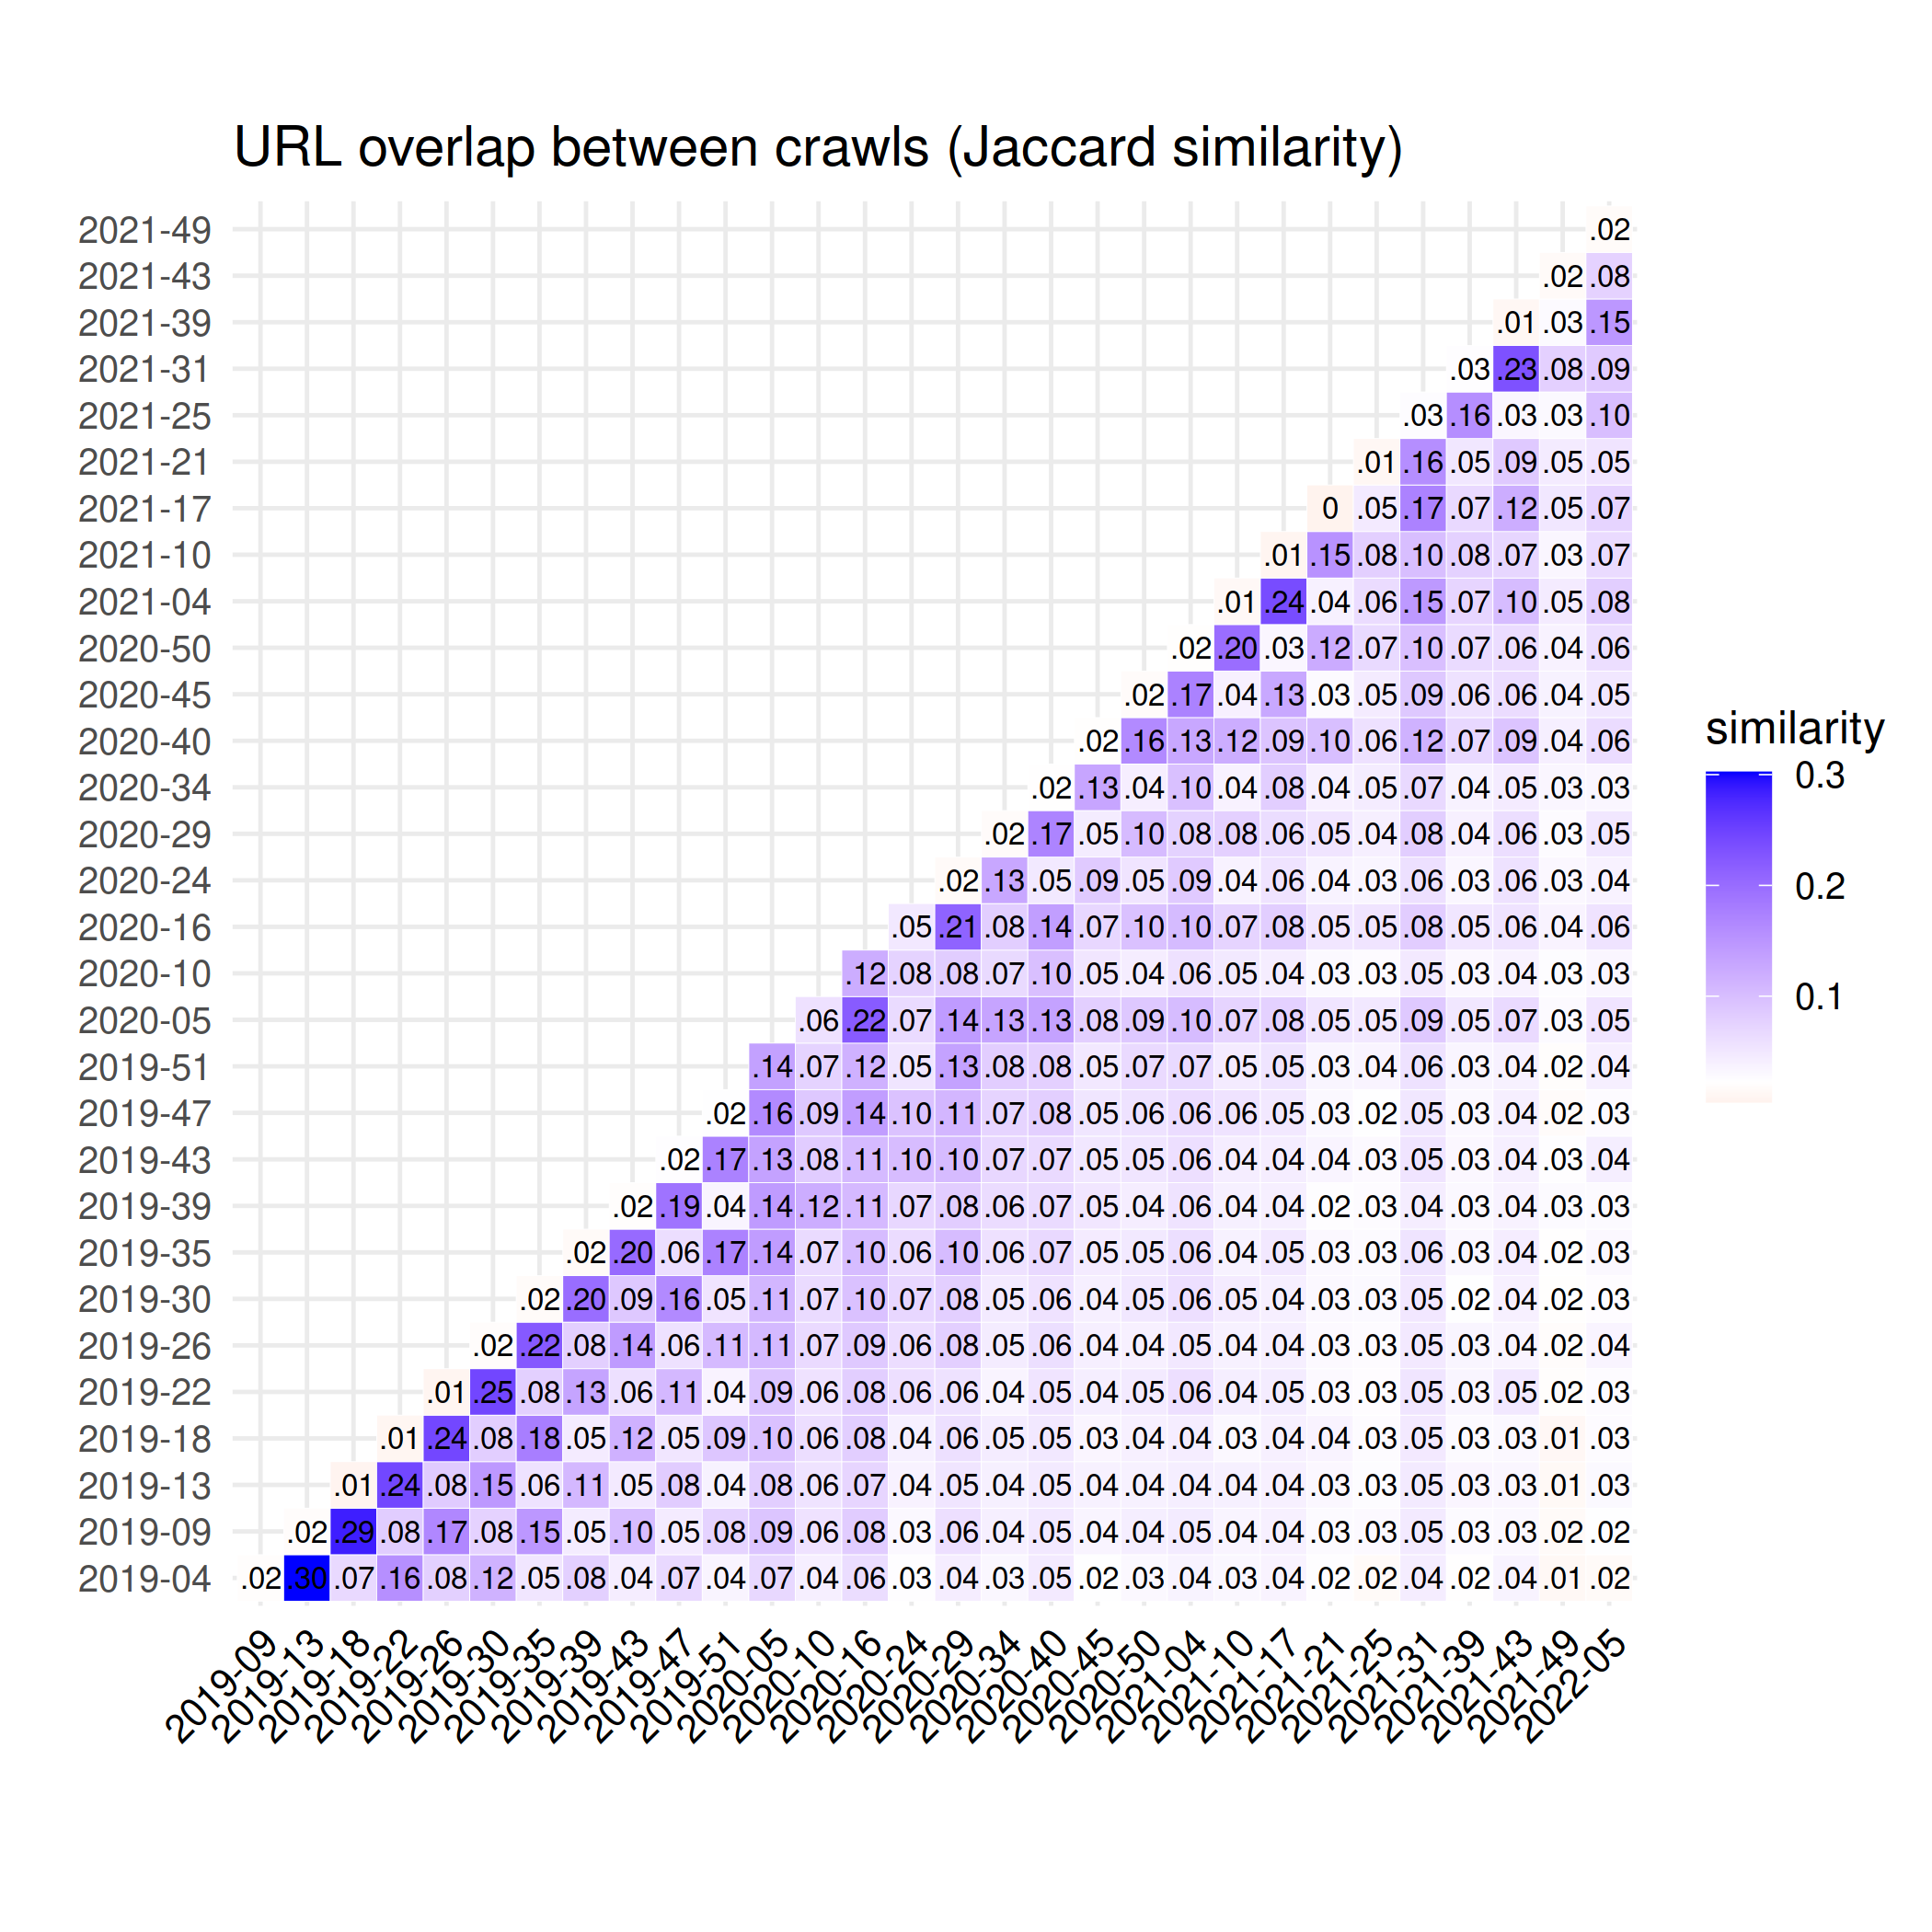 URL overlap between crawls (Jaccard similarity)
2021-49 .02
2021-43 .02 .08
2021-39 .01 .03 .15
2021-31 .03 .23 .08 .09
2021-25 .03 .16 .03 .03 .10
2021-21 .01 .16 .05 .09 .05 .05
2021-17 0 .05 .17 .07 .12 .05 .07
2021-10 .01 .15 .08 .10 .08 .07 .03 .07
2021-04 .01 .24 .04 .06 .15 .07 .10 .05 .08
2020-50 .02 .20 .03 .12 .07 .10 .07 .06 .04 .06
2020-45 .02 .17 .04 .13 .03 .05 .09 .06 .06 .04 .05
2020-40 .02 .16 .13 .12 .09 .10 .06 .12 .07 .09 .04 .06
2020-34 .02 .13 .04 .10 .04 .08 .04 .05 .07 .04 .05 .03 .03
2020-29 .02 .17 .05 .10 .08 .08 .06 .05 .04 .08 .04 .06 .03 .05
2020-24 .02 .13 .05 .09 .05 .09 .04 .06 .04 .03 .06 .03 .06 .03 .04
2020-16 .05 .21 .08 .14 .07 .10 .10 .07 .08 .05 .05 .08 .05 .06 .04 .06
2020-10 .12 .08 .08 .07 .10 .05 .04 .06 .05 .04 .03 .03 .05 .03 .04 .03 .03
2020-05 .06 .22 .07 .14 .13 .13 .08 .09 .10 .07 .08 .05 .05 .09 .05 .07 .03 .05
2019-51 .14 .07 .12 .05 .13 .08 .08 .05 .07 .07 .05 .05 .03 .04 .06 .03 .04 .02 .04
2019-47 .02 .16 .09 .14 .10 .11 .07 .08 .05 .06 .06 .06 .05 .03 .02 .05 .03 .04 .02 .03
2019-43 .02 .17 .13 .08 .11 .10 .10 .07 .07 .05 .05 .06 .04 .04 .04 .03 .05 .03 .04 .03 .04
2019-39 .02 .19 .04 .14 .12 .11 .07 .08 .06 .07 .05 .04 .06 .04 .04 .02 .03 .04 .03 .04 .03 .03
2019-35 .02 .20 .06 .17 .14 .07 .10 .06 .10 .06 .07 .05 .05 .06 .04 .05 .03 .03 .06 .03 .04 .02 .03
2019-30 .02 .20 .09 .16 .05 .11 .07 .10 .07 .08 .05 .06 .04 .05 .06 .05 .04 .03 .03 .05 .02 .04 .02 .03
2019-26 .02 .22 .08 .14 .06 .11 .11 .07 .09 .06 .08 .05 .06 .04 .04 .05 .04 .04 .03 .03 .05 .03 .04 .02 .04
2019-22 .01 .25 .08 .13 .06 .11 .04 .09 .06 .08 .06 .06 .04 .05 .04 .05 .06 .04 .05 .03 .03 .05 .03 .05 .02 .03
2019-18 .01 .24 .08 .18 .05 .12 .05 .09 .10 .06 .08 .04 .06 .05 .05 .03 .04 .04 .03 .04 .04 .03 .05 .03 .03 .01 .03
2019-13 .01 .24 .08 .15 .06 .11 .05 .08 .04 .08 .06 .07 .04 .05 .04 .05 .04 .04 .04 .04 .04 .03 .03 .05 .03 .03 .01 .03
2019-09 .02 .29 .08 .17 .08 .15 .05 .10 .05 .08 .09 .06 .08 .03 .06 .04 .05 .04 .04 .05 .04 .04 .03 .03 .05 .03 .03 .02 .02
2019-04 .02 .30 .07 .16 .08 .12 .05 .08 .04 .07 .04 .07 .04 .06 .03 .04 .03 .05 .02 .03 .04 .03 .04 .02 .02 .04 .02 .04 .01 .02
2019-09 2019-13 2019-18 2019-22 2019-26 2019-30 2019-35 2019-39 2019-43 2019-47 2019-51 2020-05 2020-10 2020-16 2020-24 2020-29 2020-34 2020-40 2020-45 2020-50 2021-04 2021-10 2021-17 2021-21 2021-25 2021-31 2021-39 2021-43 2021-49 2022-05
similarity
0.3
0.2
0.1